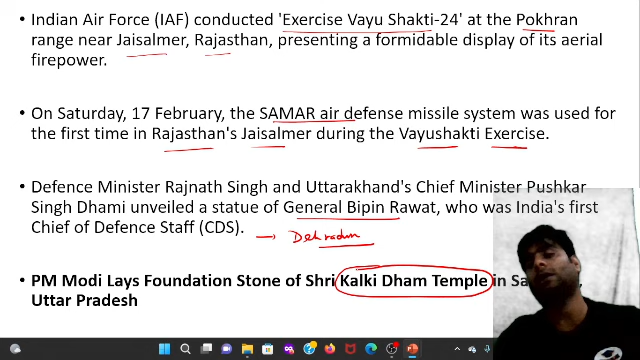 • Indian Air Force (IAF) conducted 'Exercise Vayu Shakti-24' at the Pokhran
range near Jaisalmer, Rajasthan, presenting a formidable display of its aerial
firepower.
• On Saturday, 17 February, the SAMAR air defense missile system was used for
the first time in Rajasthan's Jaisalmer during the Vayushakti Exercise.
• Defence Minister Rajnath Singh and Uttarakhand's Chief Minister Pushkar
Singh Dhami unveiled a statue of General Bipin Rawat, who was India's first
Chief of Defence Staff (CDS).
→ Dehradun
• PM Modi Lays Foundation Stone of Shri Kalki Dham Temple in
Uttar Pradesh